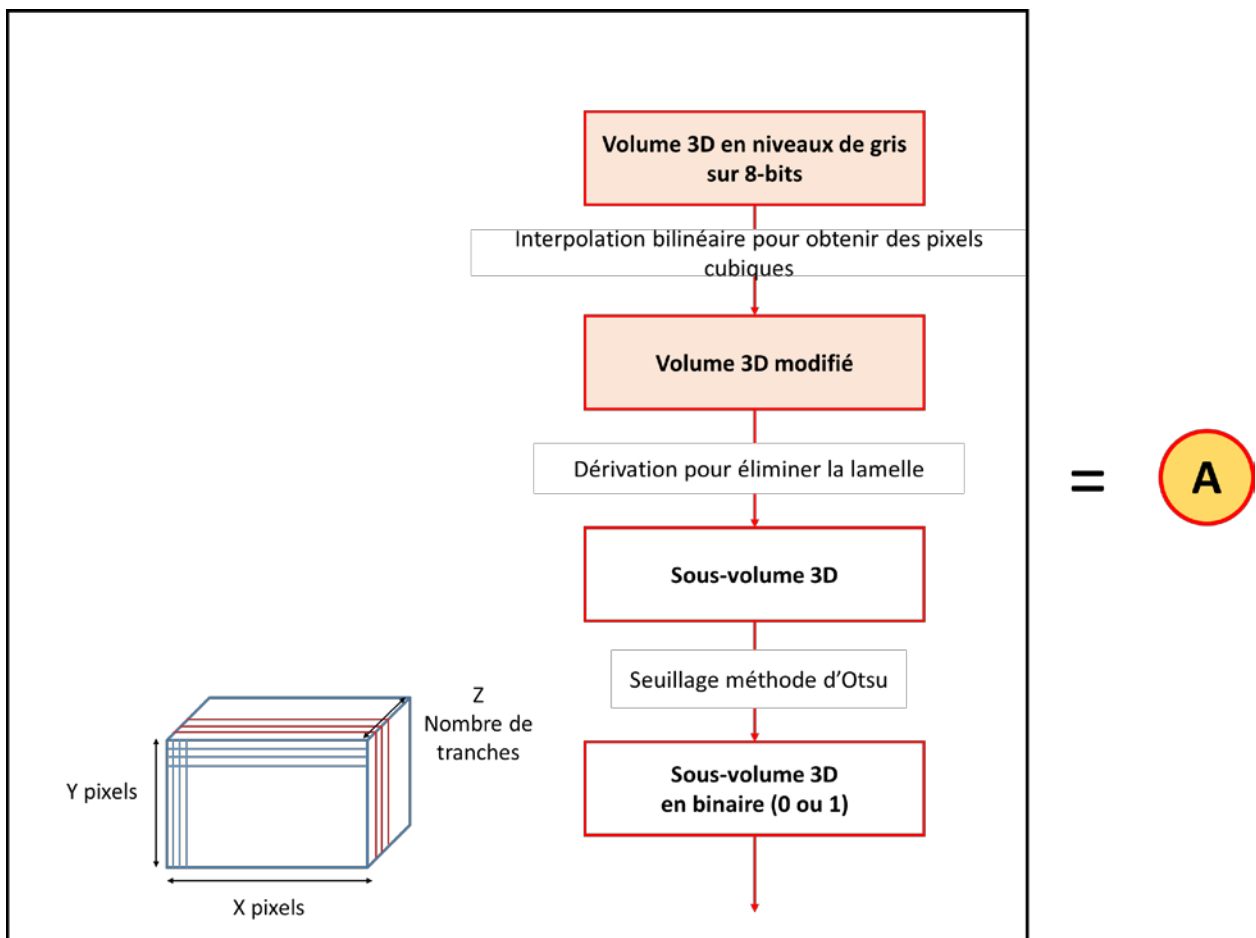 Volume 3D en niveaux de gris
sur 8-bits
Interpolation bilinéaire pour obtenir des pixels
cubiques
Volume 3D modifié
Dérivation pour éliminer la lamelle
=
A
Sous-volume 3D
Seuillage méthode d’Otsu
Sous-volume 3D
en binaire (0 ou 1)
Z
Nombre de
tranches
Y pixels
X pixels